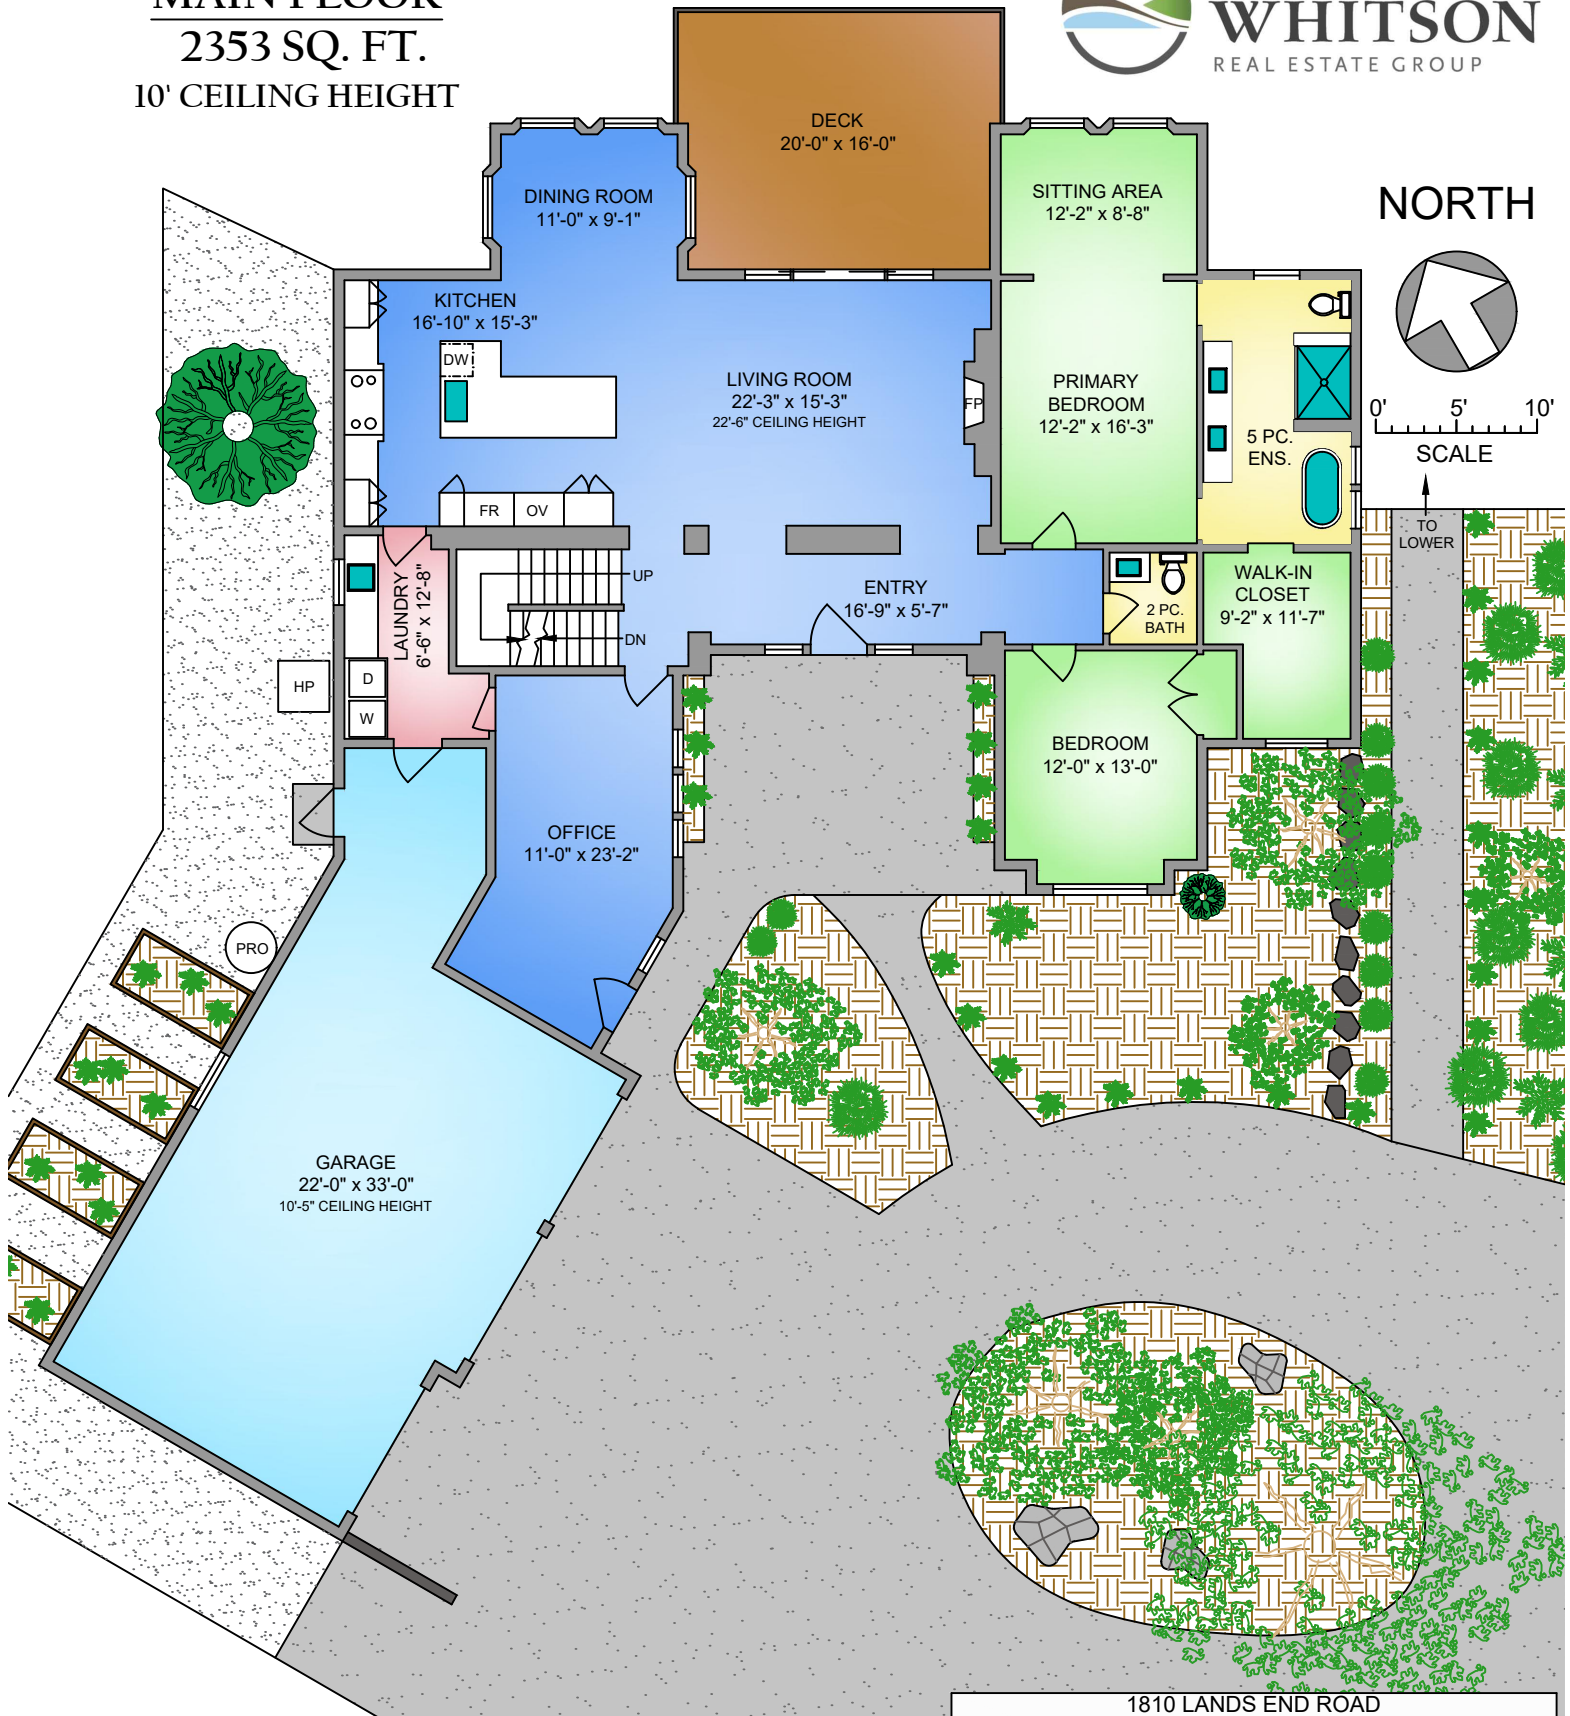 MAIN FLOOR
2353 SQ. FT.
10' CEILING HEIGHT
WHITSON
REAL ESTATE GROUP
DECK
20'-0" x 16'-0"
DINING ROOM
11'-0" x 9'-1"
SITTING AREA
12'-2" x 8'-8"
NORTH
KITCHEN
16'-10" x 15'-3"
DW
LIVING ROOM
22'-3" x 15'-3"
22'-6" CEILING HEIGHT
FP
PRIMARY
BEDROOM
12'-2" x 16'-3"
5 PC.
ENS.
0' 5' 10'
SCALE
TO
LOWER
FR
OV
UP
DN
LAUNDRY
6'-6" x 12'-8"
ENTRY
16'-9" x 5'-7"
2 PC.
BATH
WALK-IN
CLOSET
9'-2" x 11'-7"
HP
D
W
BEDROOM
12'-0" x 13'-0"
OFFICE
11'-0" x 23'-2"
PRO
GARAGE
22'-0" x 33'-0"
10'-5" CEILING HEIGHT
1810 LANDS END ROAD